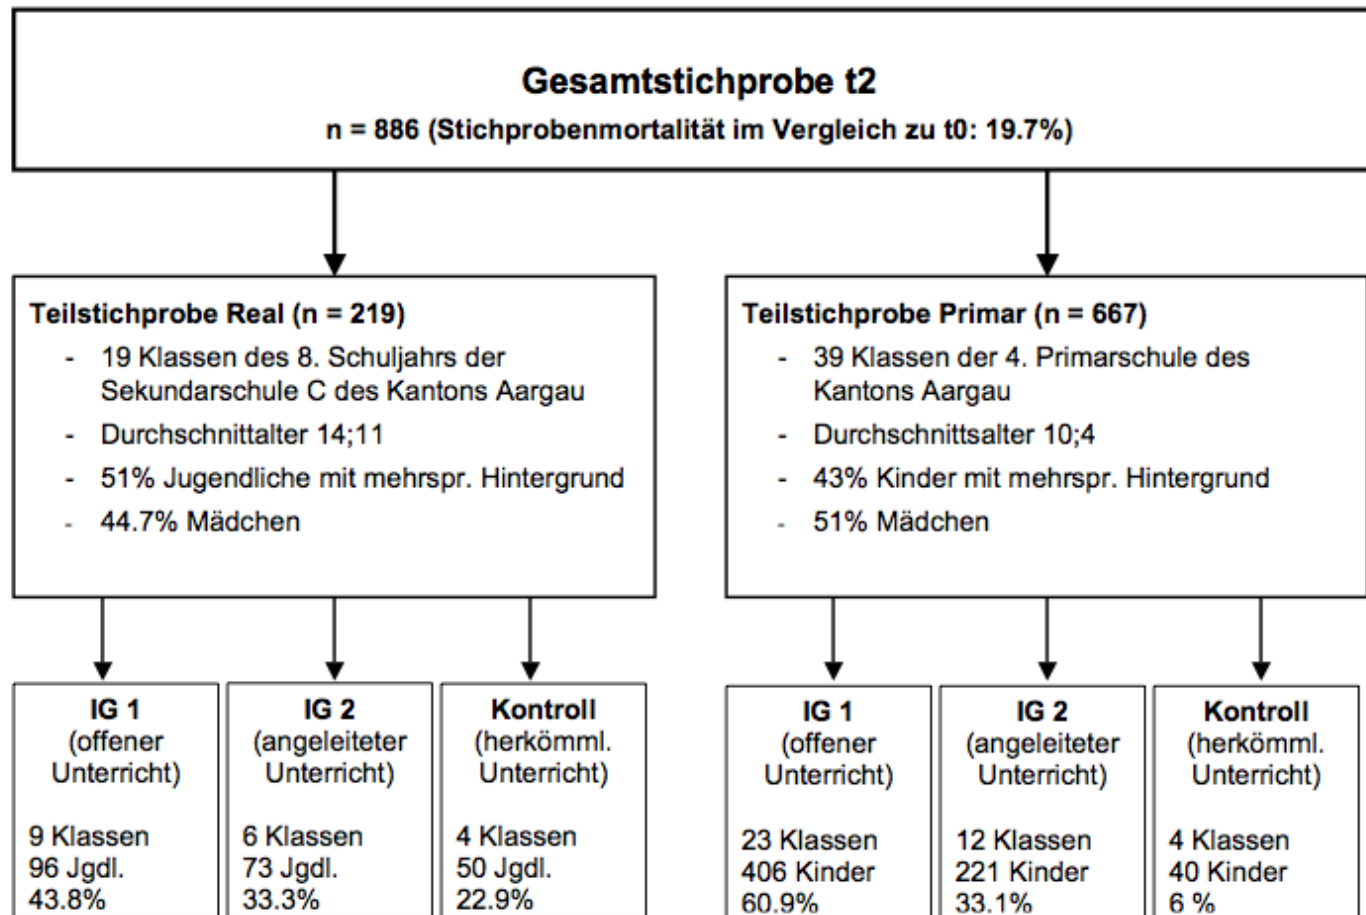 Gesamtstichprobe t2
n = 886 (Stichprobenmortalität im Vergleich zu t0: 19.7%)
Teilstichprobe Real (n = 219)
- 19 Klassen des 8. Schuljahrs der
Sekundarschule C des Kantons Aargau
- Durchschnittalter 14;11
- 51% Jugendliche mit mehrspr. Hintergrund
- 44.7% Mädchen
Teilstichprobe Primar (n = 667)
- 39 Klassen der 4. Primarschule des
Kantons Aargau
- Durchschnittsalter 10;4
- 43% Kinder mit mehrspr. Hintergrund
- 51% Mädchen
IG 1
(offener
Unterricht)
9 Klassen
96 Jgdl.
43.8%
IG 2
(angeleiteter
Unterricht)
6 Klassen
73 Jgdl.
33.3%
Kontroll
(herkömml.
Unterricht)
4 Klassen
50 Jgdl.
22.9%
IG 1
(offener
Unterricht)
23 Klassen
406 Kinder
60.9%
IG 2
(angeleiteter
Unterricht)
12 Klassen
221 Kinder
33.1%
Kontroll
(herkömml.
Unterricht)
4 Klassen
40 Kinder
6 %